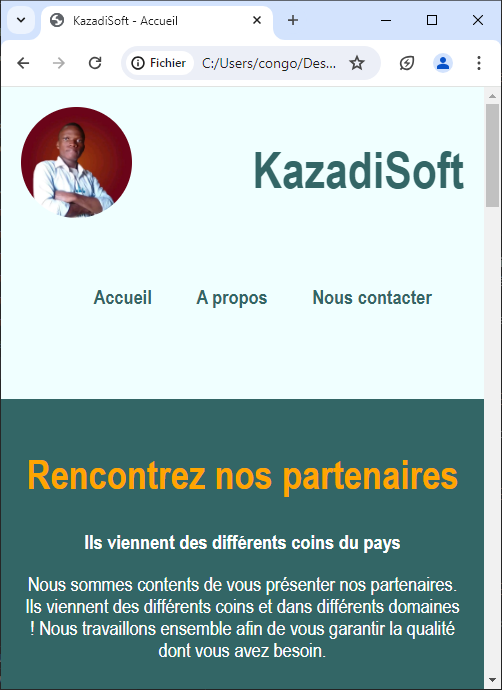 KazadiSoft - Accueil
Fichier
C:/Users/congo/Des...
KazadiSoft
Accueil
A propos
Nous contacter
Rencontrez nos partenaires
Ils viennent des différents coins du pays
Nous sommes contents de vous présenter nos partenaires.
Ils viennent des différents coins et dans différents domaines
! Nous travaillons ensemble afin de vous garantir la qualité
dont vous avez besoin.